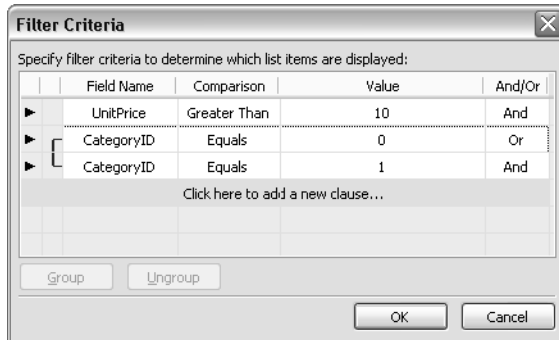 Filter Criteria
Specify filter criteria to determine which list items are displayed:
Field Name Comparison Value And/Or
UnitPrice Greater Than 10 And
CategoryID Equals 0 Or
CategoryID Equals 1 And
Click here to add a new clause...
Group Ungroup
OK Cancel